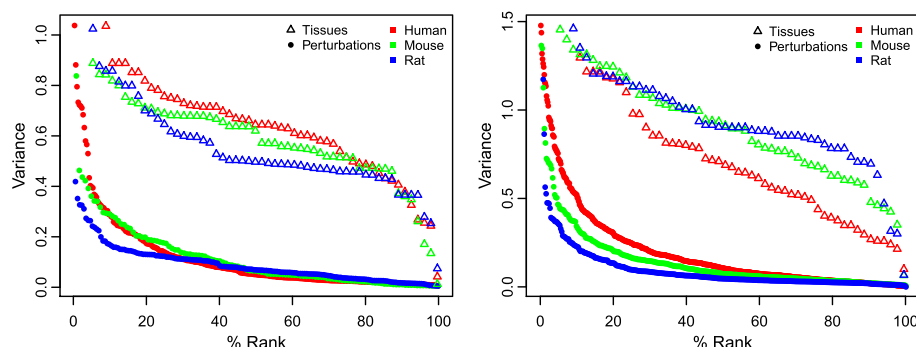 Tissues
Perturbations
Human
Mouse
Rat
Variance
1.0
0.8
0.6
0.4
0.2
0.0
0 20 40 60 80 100
% Rank
Tissues
Perturbations
Human
Mouse
Rat
Variance
1.5
1.0
0.5
0.0
0 20 40 60 80 100
% Rank